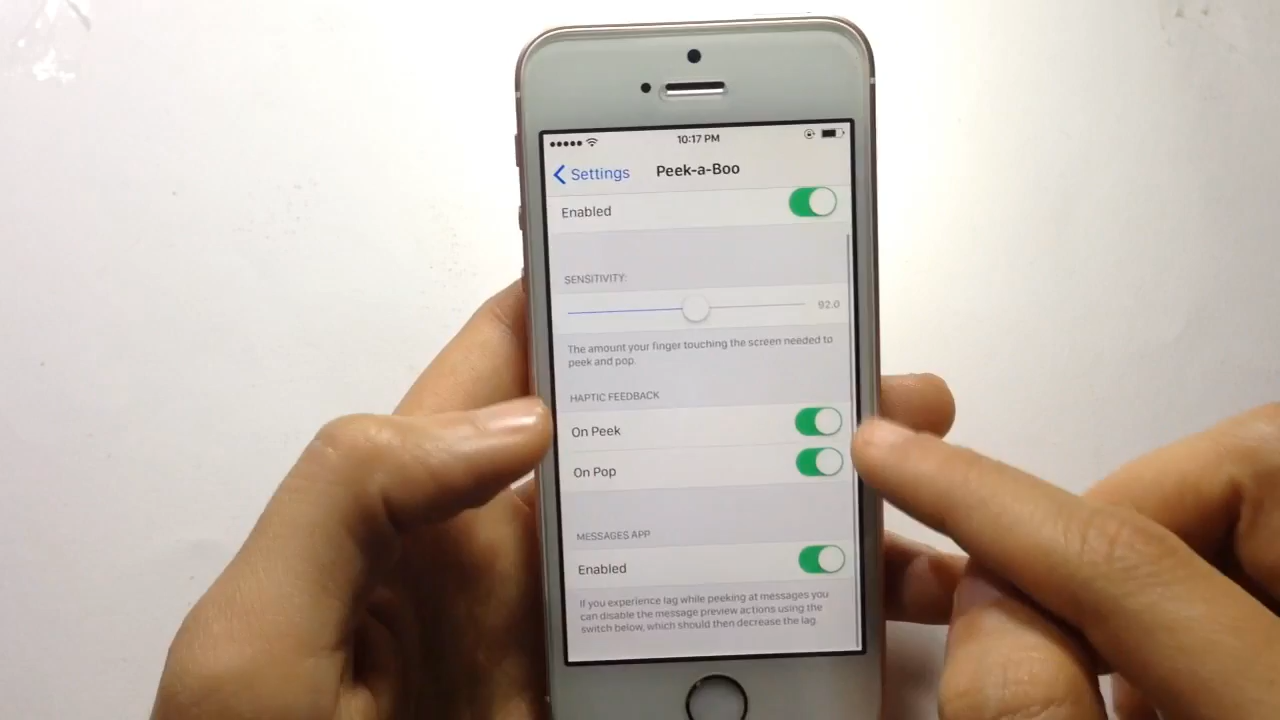 10:17 PM
Settings
Peek-a-Boo
Enabled
SENSITIVITY:
92.0
The amount your finger touching the screen needed to
peek and pop.
HAPTIC FEEDBACK
On Peek
On Pop
MESSAGES APP
Enabled
If you experience lag while peeking at messages you
can disable the message preview actions using the
switch below, which should then decrease the lag.